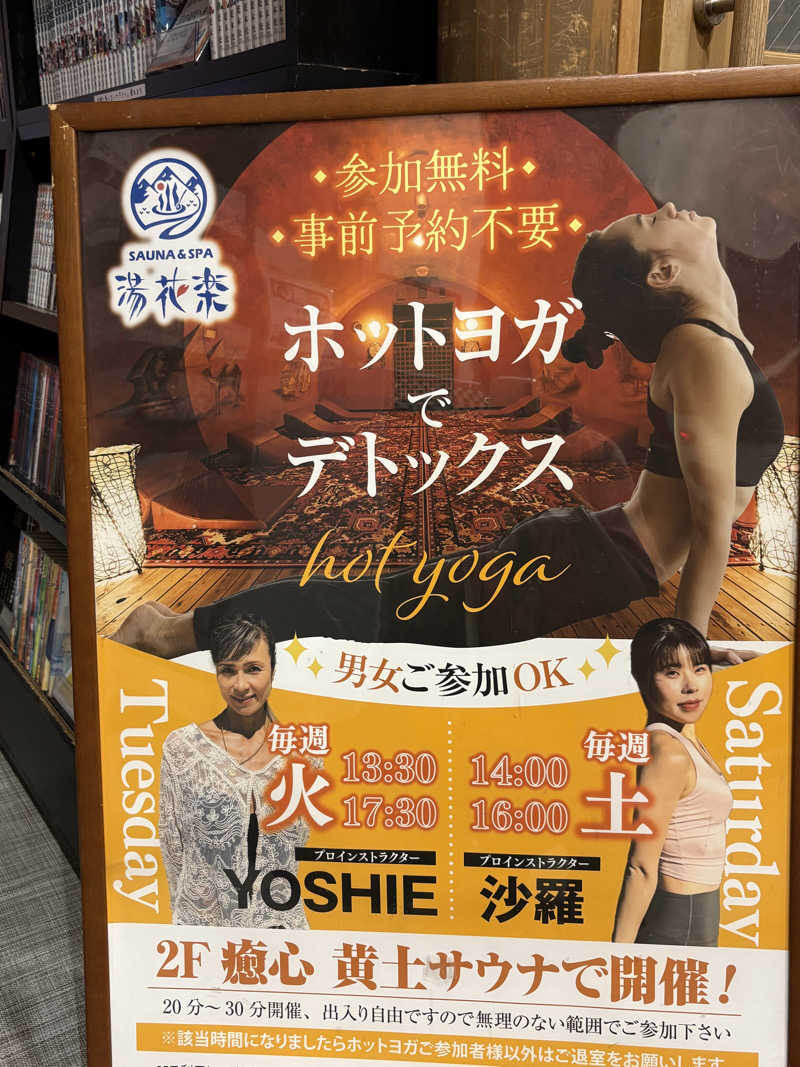 ・参加無料・
・事前予約不要・
SAUNA & SPA
湯花楽
ホットヨガ
で
デトックス
hot yoga
男女ご参加OK
Tuesday
毎週
火
13:30
17:30
プロインストラクター
YOSHIE
Saturday
毎週
土
14:00
16:00
プロインストラクター
沙羅
2F 癒心 黄土サウナで開催!
20分〜30分開催、出入り自由ですので無理のない範囲でご参加下さい
※該当時間になりましたらホットヨガご参加者様以外はご退室をお願いします